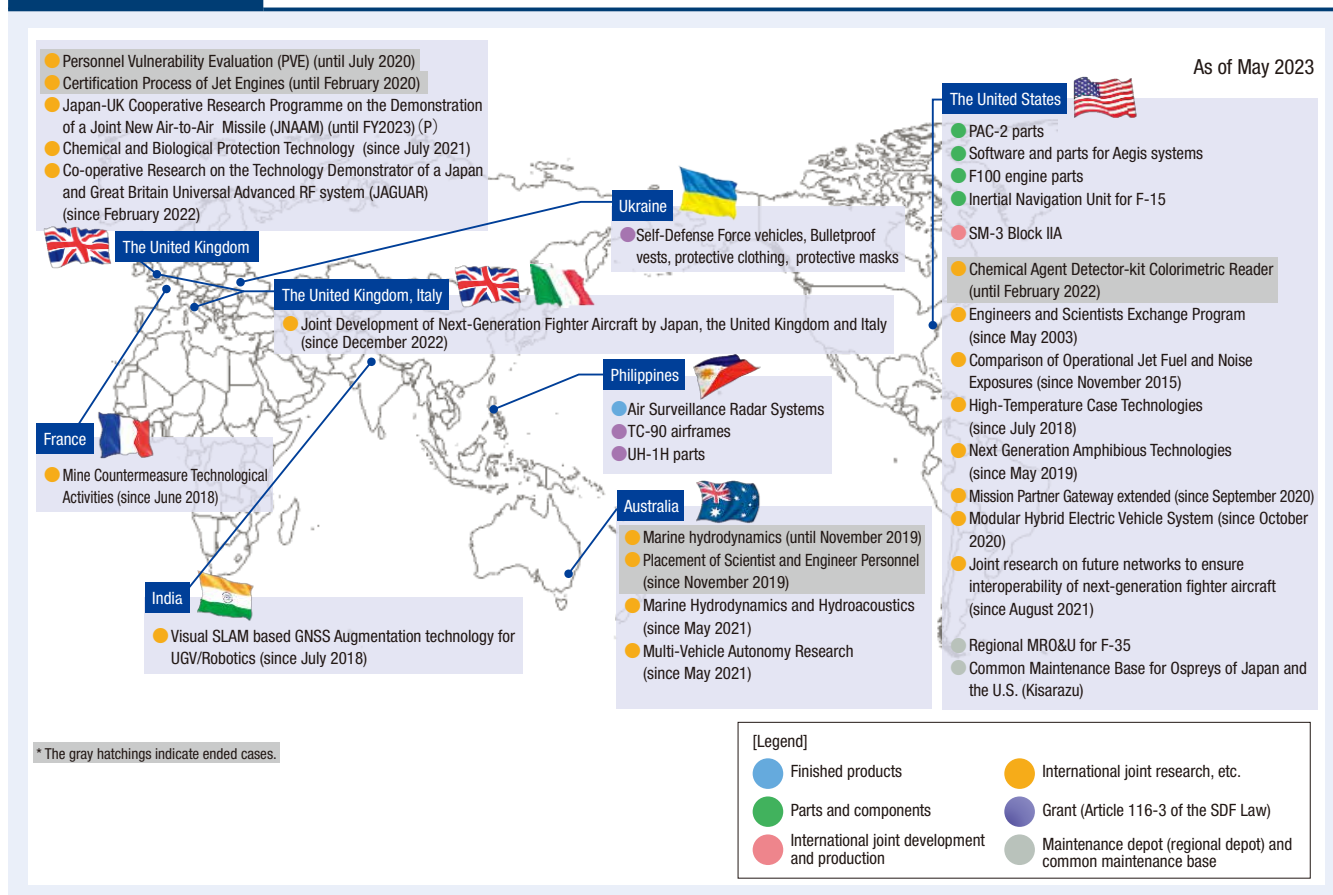 As of May 2023
Personnel Vulnerability Evaluation (PVE) (until July 2020)
Certification Process of Jet Engines (until February 2020)
Japan-UK Cooperative Research Programme on the Demonstration
of a Joint New Air-to-Air Missile (JNAAM) (until FY2023) (P)
Chemical and Biological Protection Technology (since July 2021)
Co-operative Research on the Technology Demonstrator of a Japan
and Great Britain Universal Advanced RF system (JAGUAR)
(since February 2022)
The United Kingdom
Ukraine
Self-Defense Force vehicles, Bulletproof
vests, protective clothing, protective masks
The United Kingdom, Italy
Joint Development of Next-Generation Fighter Aircraft by Japan, the United Kingdom and Italy
(since December 2022)
Philippines
Air Surveillance Radar Systems
TC-90 airframes
UH-1H parts
France
Mine Countermeasure Technological
Activities (since June 2018)
India
Visual SLAM based GNSS Augmentation technology for
UGV/Robotics (since July 2018)
Australia
Marine hydrodynamics (until November 2019)
Placement of Scientist and Engineer Personnel
(since November 2019)
Marine Hydrodynamics and Hydroacoustics
(since May 2021)
Multi-Vehicle Autonomy Research
(since May 2021)
The United States
PAC-2 parts
Software and parts for Aegis systems
F100 engine parts
Inertial Navigation Unit for F-15
SM-3 Block IIA
Chemical Agent Detector-kit Colorimetric Reader
(until February 2022)
Engineers and Scientists Exchange Program
(since May 2003)
Comparison of Operational Jet Fuel and Noise
Exposures (since November 2015)
High-Temperature Case Technologies
(since July 2018)
Next Generation Amphibious Technologies
(since May 2019)
Mission Partner Gateway extended (since September 2020)
Modular Hybrid Electric Vehicle System (since October
2020)
Joint research on future networks to ensure
interoperability of next-generation fighter aircraft
(since August 2021)
Regional MRO&U for F-35
Common Maintenance Base for Ospreys of Japan and
the U.S. (Kisarazu)
* The gray hatchings indicate ended cases.
[Legend]
Finished products
Parts and components
International joint development
and production
International joint research, etc.
Grant (Article 116-3 of the SDF Law)
Maintenance depot (regional depot) and
common maintenance base